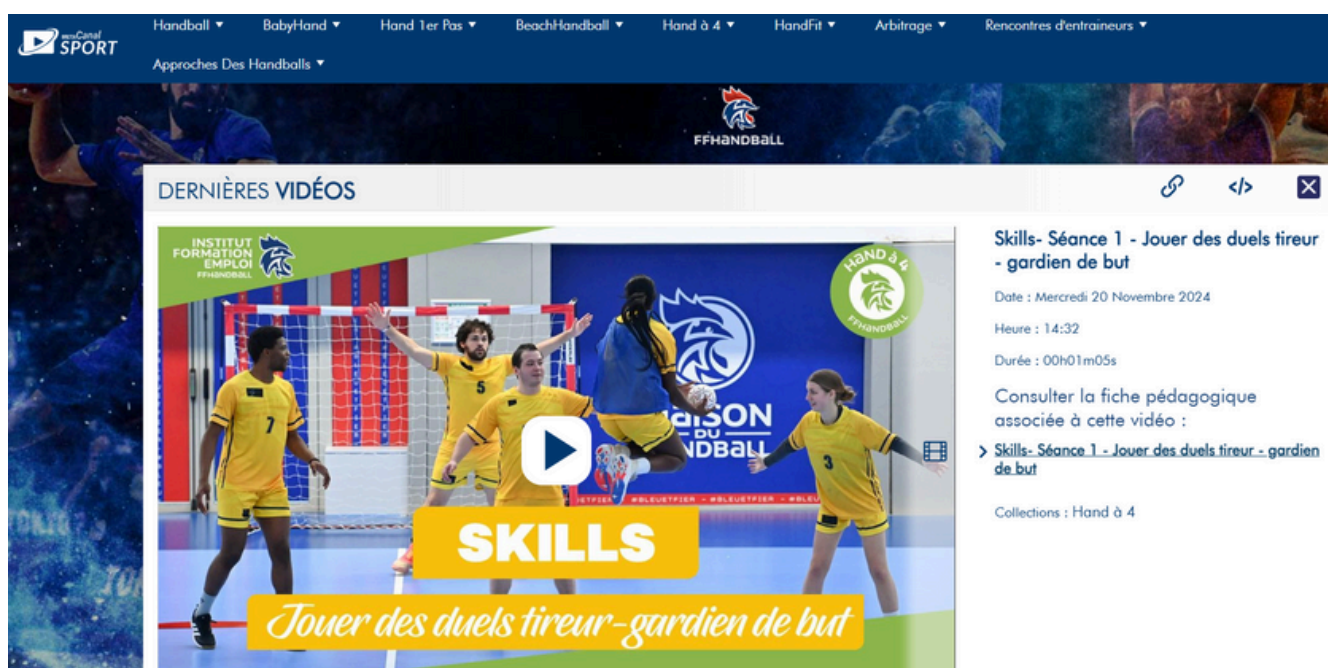 Handball ▼ BabyHand ▼ Hand 1er Pas ▼ BeachHandball ▼ Hand à 4 ▼ HandFit ▼ Arbitrage ▼ Rencontres d'entraineurs ▼
Canal
SPORT
Approches Des Handballs ▼
FFHANDBALL
DERNIÈRES VIDÉOS
</>
INSTITUT
FORMATION
EMPLOI
FFHANDBALL
HAND à 4
FFHANDBALL
5
7
3
MAISON
DU
HANDBALL
#BLEUETFIER - #BLEUETFIER - #BLEU
SKILLS
Jouer des duels tireur-gardien de but
Skills- Séance 1 - Jouer des duels tireur
- gardien de but
Date : Mercredi 20 Novembre 2024
Heure : 14:32
Durée : 00h01m05s
Consulter la fiche pédagogique
associée à cette vidéo :
Skills- Séance 1 - Jouer des duels tireur - gardien
de but
Collections : Hand à 4